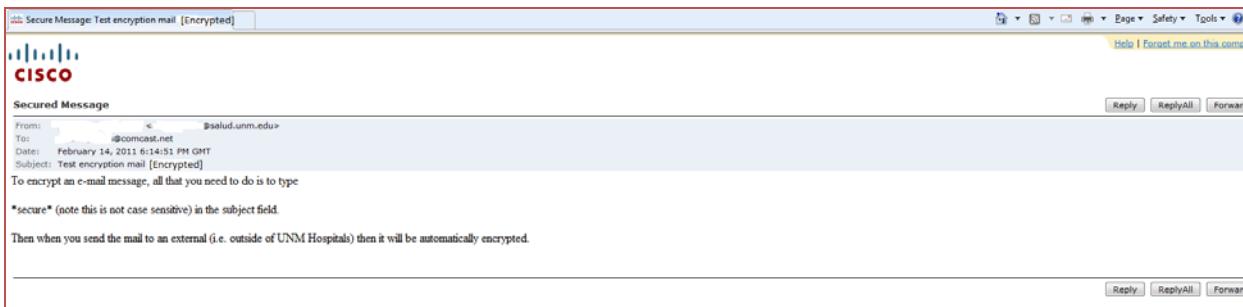 Secure Message: Test encryption mail [Encrypted]
Page Safety Tools
Help | Forget me on this comp
CISCO
Secured Message
Reply ReplyAll Forwar
From: < @salud.unm.edu>
To: @comcast.net
Date: February 14, 2011 6:14:51 PM GMT
Subject: Test encryption mail [Encrypted]
To encrypt an e-mail message, all that you need to do is to type
*secure* (note this is not case sensitive) in the subject field.
Then when you send the mail to an external (i.e. outside of UNM Hospitals) then it will be automatically encrypted.
Reply ReplyAll Forwar